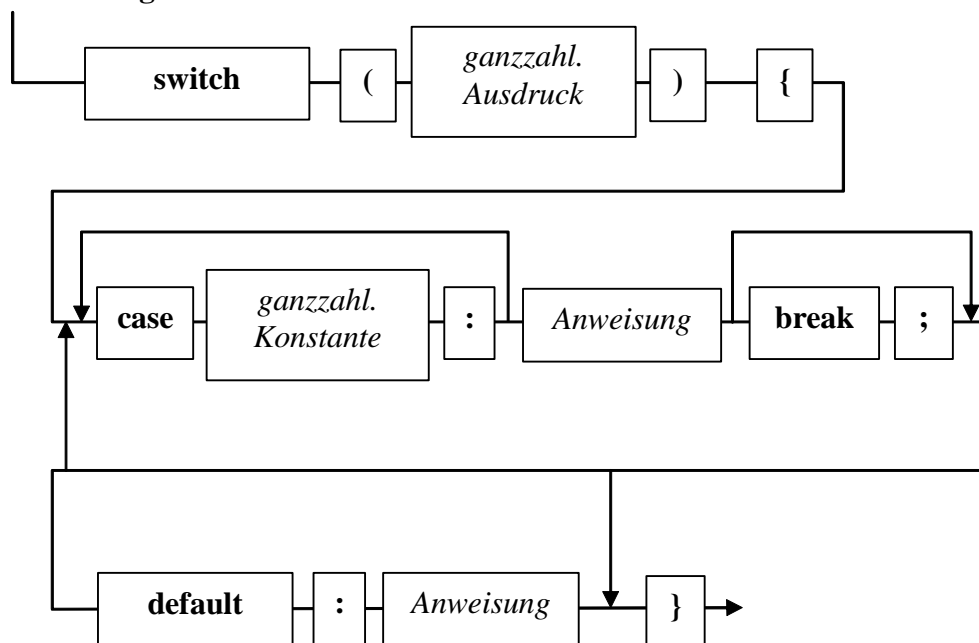 switch ( ganzzahl. Ausdruck ) {
case ganzzahl. Konstante : Anweisung break ;
default : Anweisung }